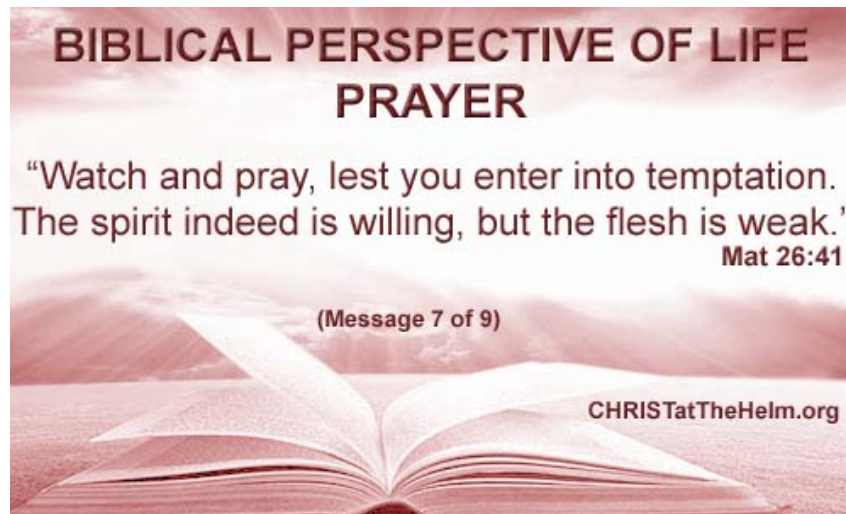 BIBLICAL PERSPECTIVE OF LIFE
PRAYER
“Watch and pray, lest you enter into temptation.
The spirit indeed is willing, but the flesh is weak.’
Mat 26:41
(Message 7 of 9)
CHRISTatTheHelm.org